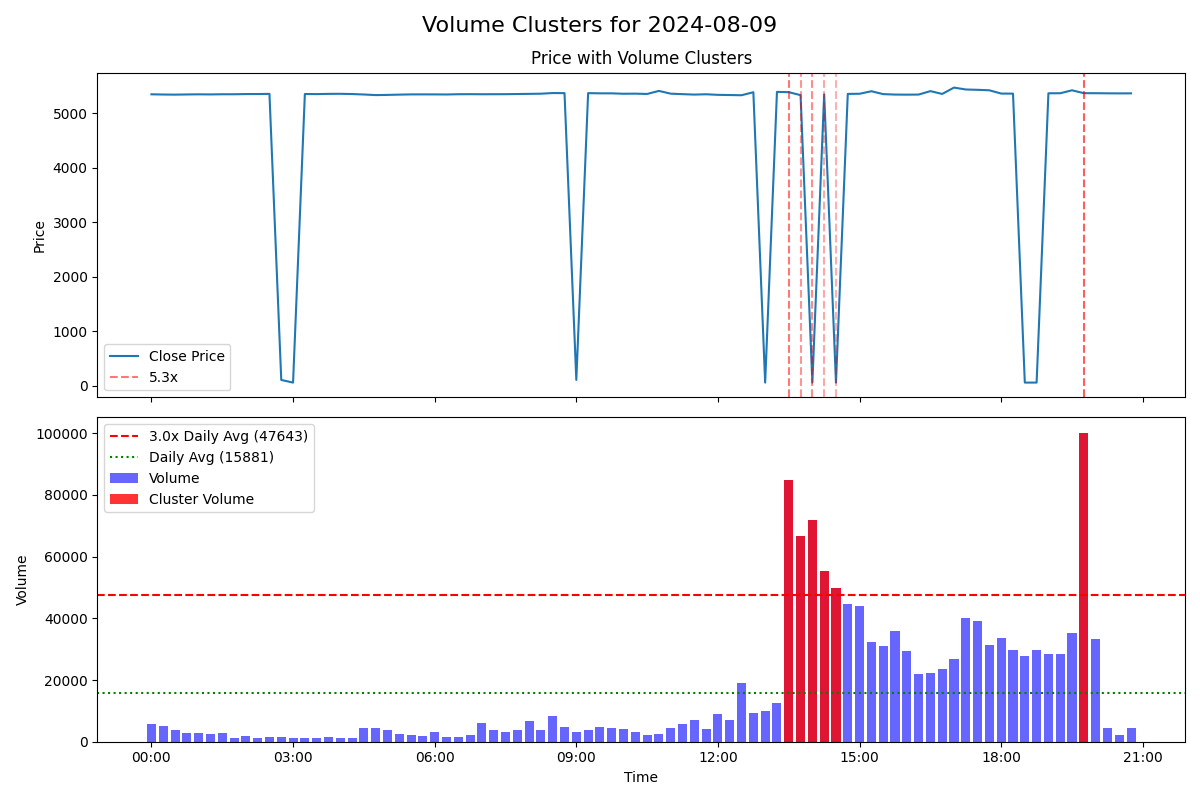 Volume Clusters for 2024-08-09
Price with Volume Clusters
Price
5000
4000
3000
2000
1000
0
Close Price
5.3x
Volume
100000
80000
60000
40000
20000
0
3.0x Daily Avg (47643)
Daily Avg (15881)
Volume
Cluster Volume
00:00 03:00 06:00 09:00 12:00 15:00 18:00 21:00
Time